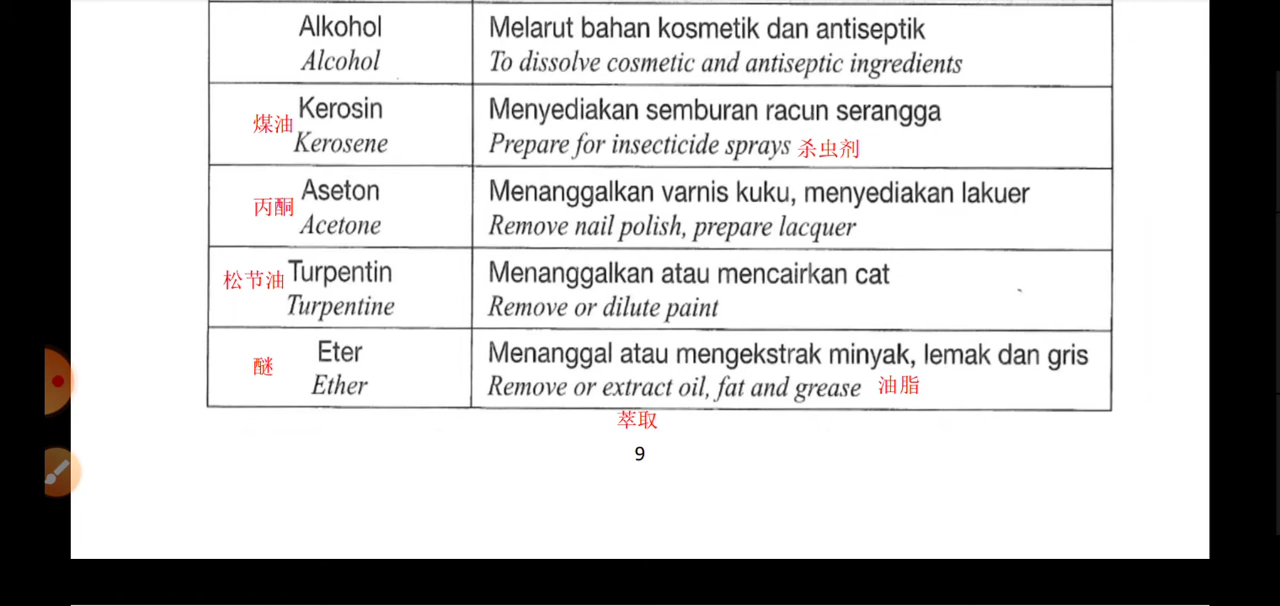 Alkohol
Alcohol
Melarut bahan kosmetik dan antiseptik
To dissolve cosmetic and antiseptic ingredients
煤油
Kerosin
Kerosene
Menyediakan semburan racun serangga
Prepare for insecticide sprays 杀虫剂
丙酮
Aseton
Acetone
Menanggalkan varnis kuku, menyediakan lakuer
Remove nail polish, prepare lacquer
松节油 Turpentin
Turpentine
Menanggalkan atau mencairkan cat
Remove or dilute paint
醚
Eter
Ether
Menanggal atau mengekstrak minyak, lemak dan gris
Remove or extract oil, fat and grease 油脂
萃取
9